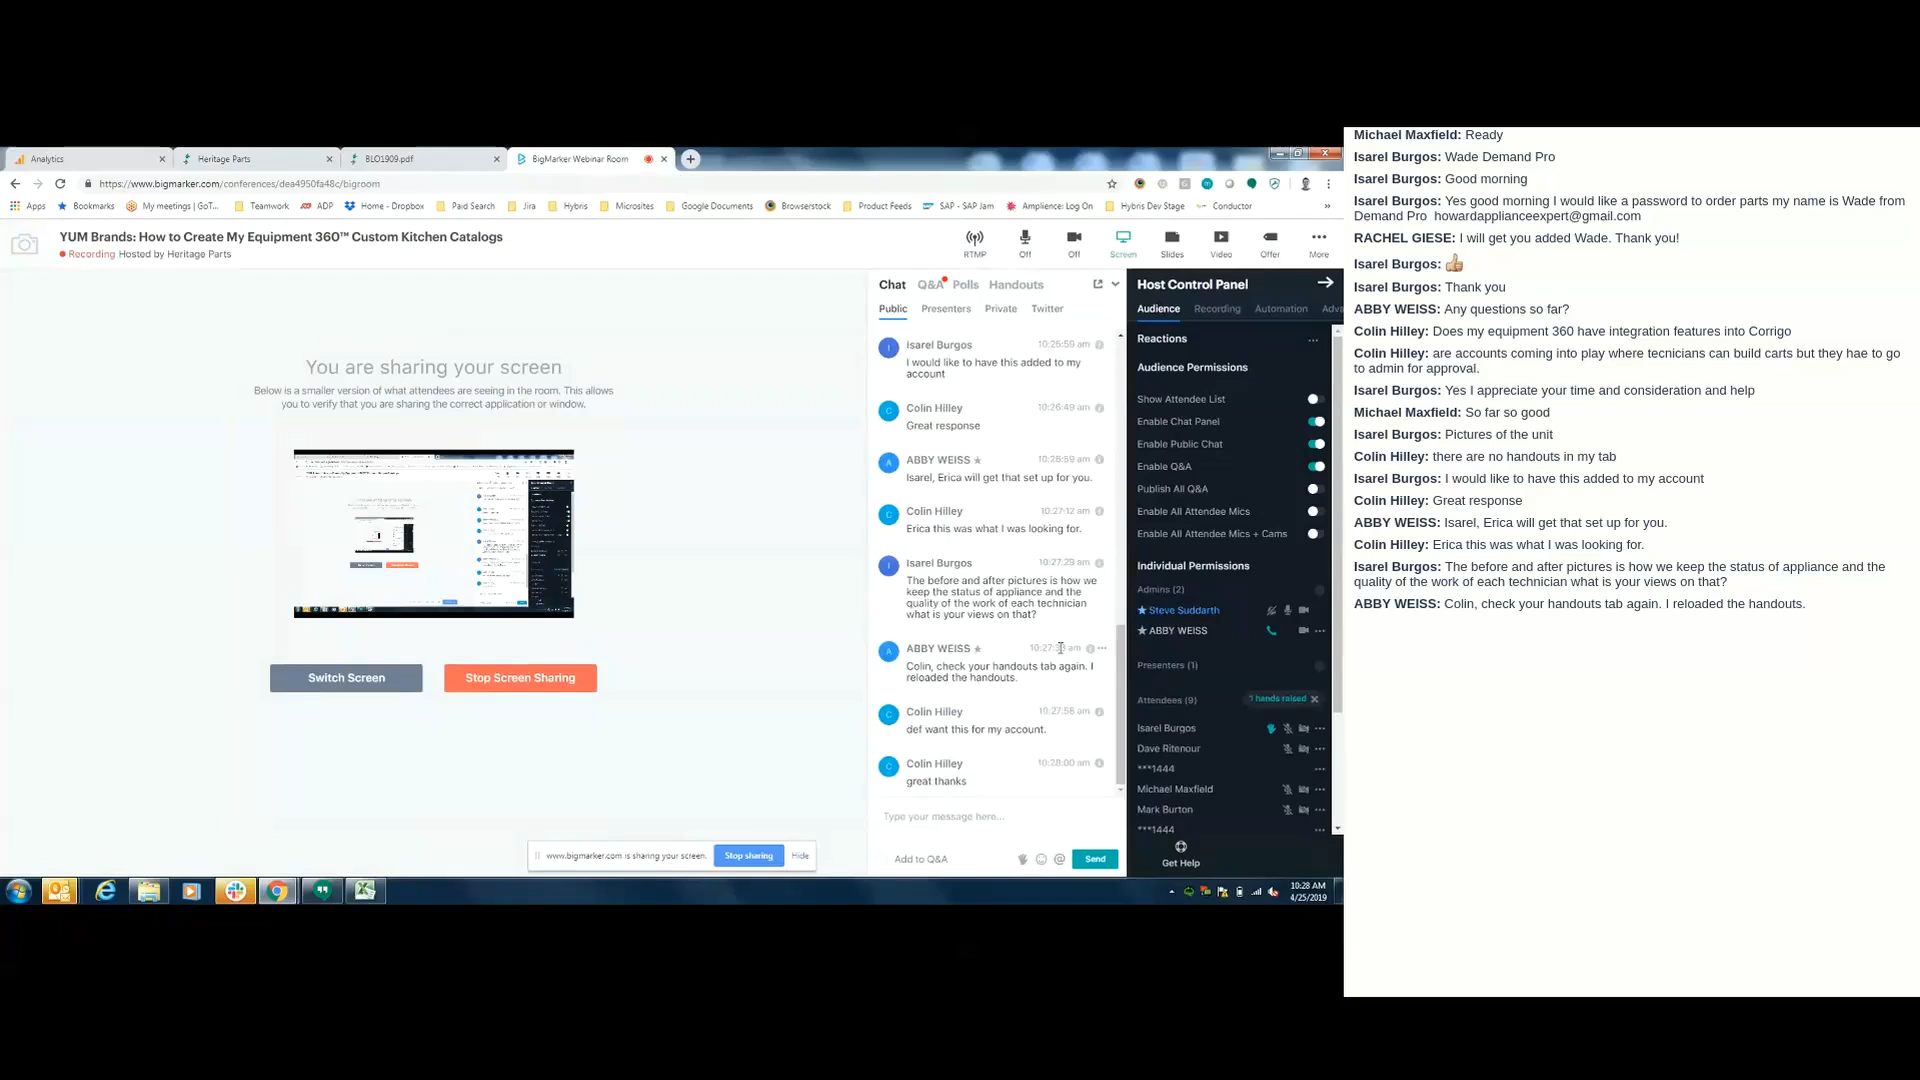 Analytics
Heritage Parts
BLO1909.pdf
BigMarker Webinar Room
https://www.bigmarker.com/conferences/dea4950fa48c/bigroom
Apps
Bookmarks
My meetings | GoT...
Teamwork
ADP
Home - Dropbox
Paid Search
Jira
Hybris
Microsites
Google Documents
Browserstock
Product Feeds
SAP - SAP Jam
Amplience: Log On
Hybris Dev Stage
Conductor
»
YUM Brands: How to Create My Equipment 360™ Custom Kitchen Catalogs
Recording Hosted by Heritage Parts
RTMP
Off
Off
Screen
Slides
Video
Offer
More
You are sharing your screen
Below is a smaller version of what attendees are seeing in the room. This allows
you to verify that you are sharing the correct application or window.
Switch Screen
Stop Screen Sharing
www.bigmarker.com is sharing your screen.
Stop sharing
Hide
Chat
Q&A
Polls
Handouts
Public
Presenters
Private
Twitter
Isarel Burgos 10:25:59 am
I would like to have this added to my
account
Colin Hilley 10:26:49 am
Great response
ABBY WEISS 10:26:59 am
Isarel, Erica will get that set up for you.
Colin Hilley 10:27:12 am
Erica this was what I was looking for.
Isarel Burgos 10:27:29 am
The before and after pictures is how we
keep the status of appliance and the
quality of the work of each technician
what is your views on that?
ABBY WEISS
Colin, check your handouts tab again. I
reloaded the handouts.
Colin Hilley 10:27:56 am
def want this for my account.
Colin Hilley 10:28:00 am
great thanks
Type your message here...
Add to Q&A
Send
Host Control Panel
Audience
Recording
Automation
Adva
Reactions
Audience Permissions
Show Attendee List
Enable Chat Panel
Enable Public Chat
Enable Q&A
Publish All Q&A
Enable All Attendee Mics
Enable All Attendee Mics + Cams
Individual Permissions
Admins (2)
Steve Suddarth
ABBY WEISS
Presenters (1)
Attendees (9)
1 hands raised
Isarel Burgos
Dave Ritenour
***1444
Michael Maxfield
Mark Burton
***1444
Get Help
10:28 AM
4/25/2019
Michael Maxfield: Ready
Isarel Burgos: Wade Demand Pro
Isarel Burgos: Good morning
Isarel Burgos: Yes good morning I would like a password to order parts my name is Wade from
Demand Pro howardapplianceexpert@gmail.com
RACHEL GIESE: I will get you added Wade. Thank you!
Isarel Burgos: 👍
Isarel Burgos: Thank you
ABBY WEISS: Any questions so far?
Colin Hilley: Does my equipment 360 have integration features into Corrigo
Colin Hilley: are accounts coming into play where tecnicians can build carts but they hae to go
to admin for approval.
Isarel Burgos: Yes I appreciate your time and consideration and help
Michael Maxfield: So far so good
Isarel Burgos: Pictures of the unit
Colin Hilley: there are no handouts in my tab
Isarel Burgos: I would like to have this added to my account
Colin Hilley: Great response
ABBY WEISS: Isarel, Erica will get that set up for you.
Colin Hilley: Erica this was what I was looking for.
Isarel Burgos: The before and after pictures is how we keep the status of appliance and the
quality of the work of each technician what is your views on that?
ABBY WEISS: Colin, check your handouts tab again. I reloaded the handouts.